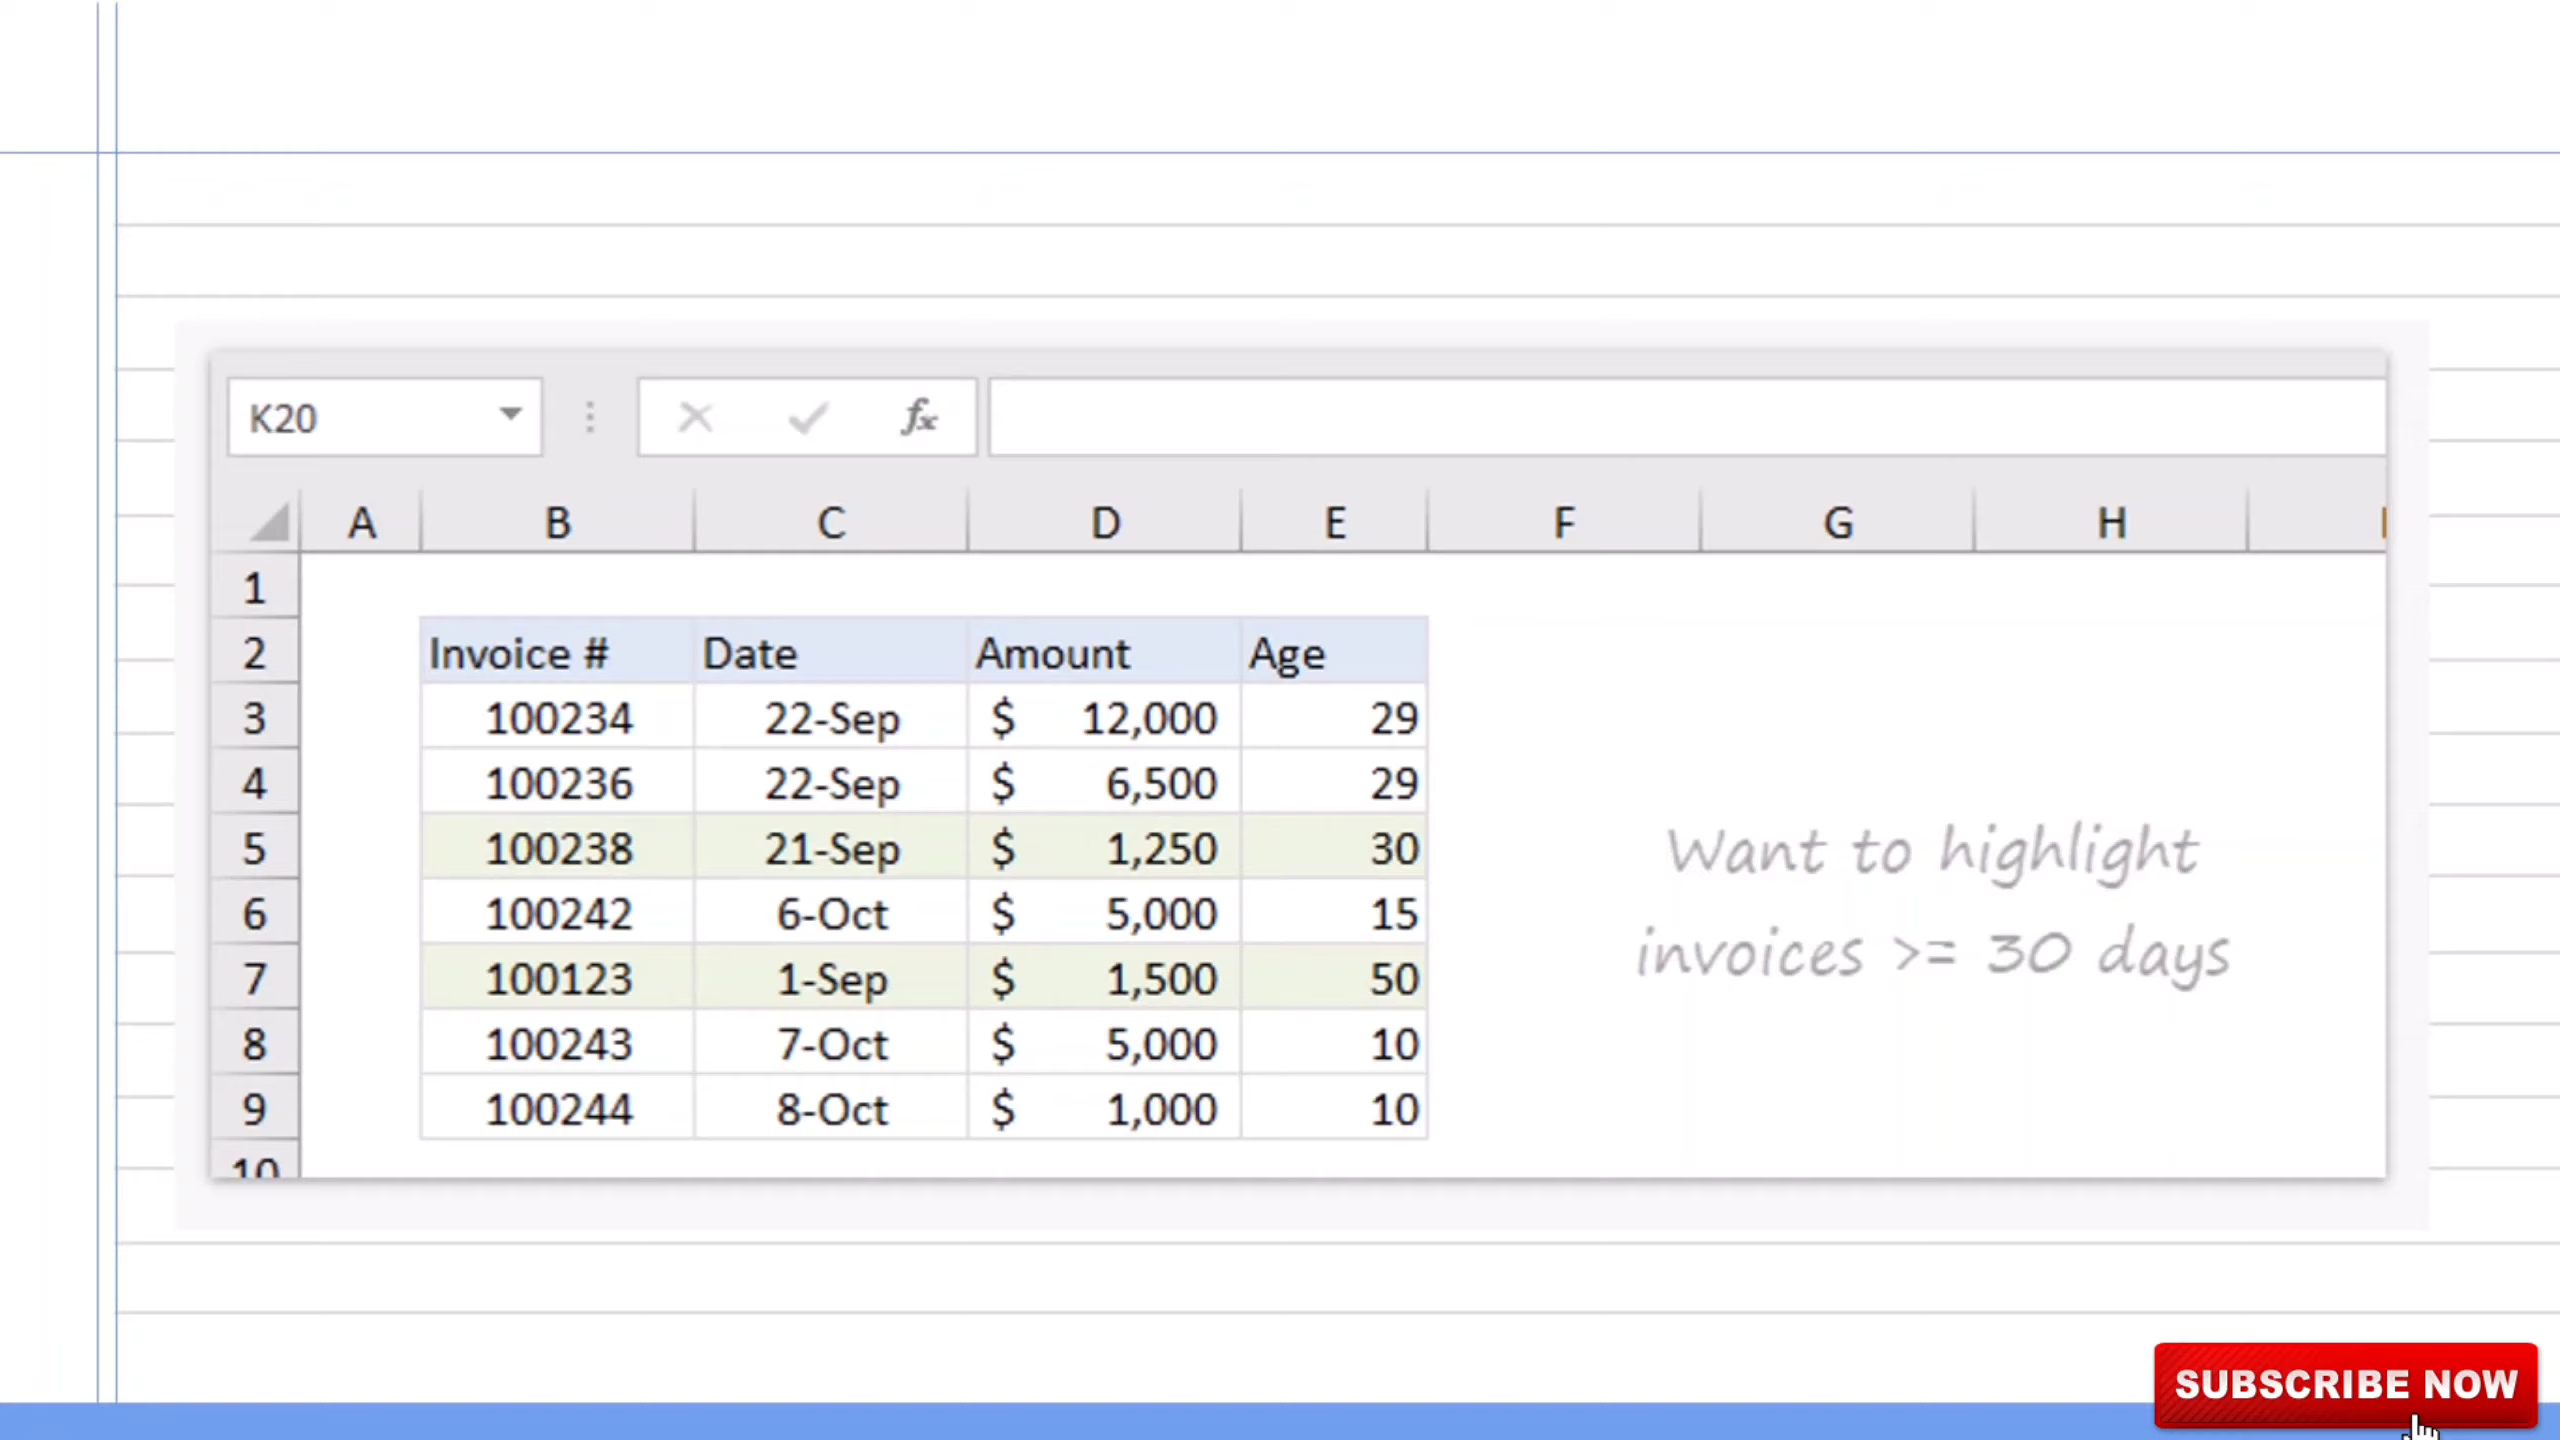 K20 fx
A B C D E F G H
1
2 Invoice # Date Amount Age
3 100234 22-Sep $ 12,000 29
4 100236 22-Sep $ 6,500 29
5 100238 21-Sep $ 1,250 30
6 100242 6-Oct $ 5,000 15
7 100123 1-Sep $ 1,500 50
8 100243 7-Oct $ 5,000 10
9 100244 8-Oct $ 1,000 10
10
Want to highlight
invoices >= 30 days
SUBSCRIBE NOW